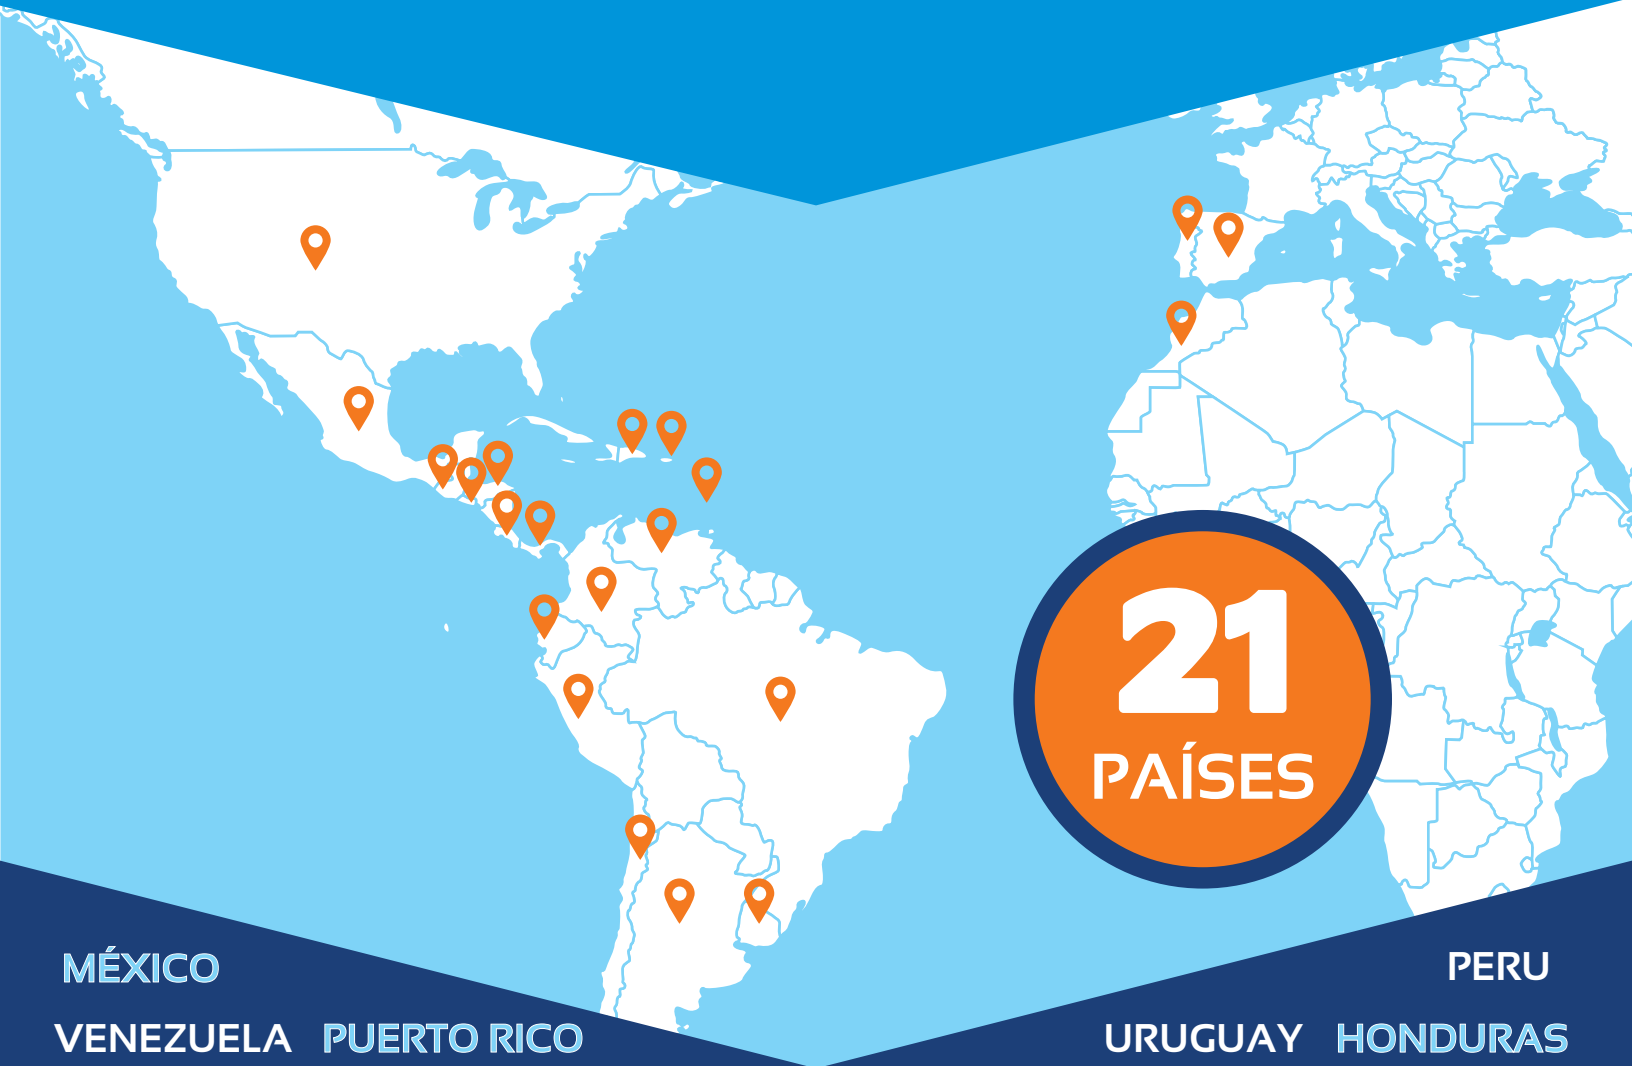 21
PAÍSES
MÉXICO
PERU
VENEZUELA PUERTO RICO
URUGUAY HONDURAS